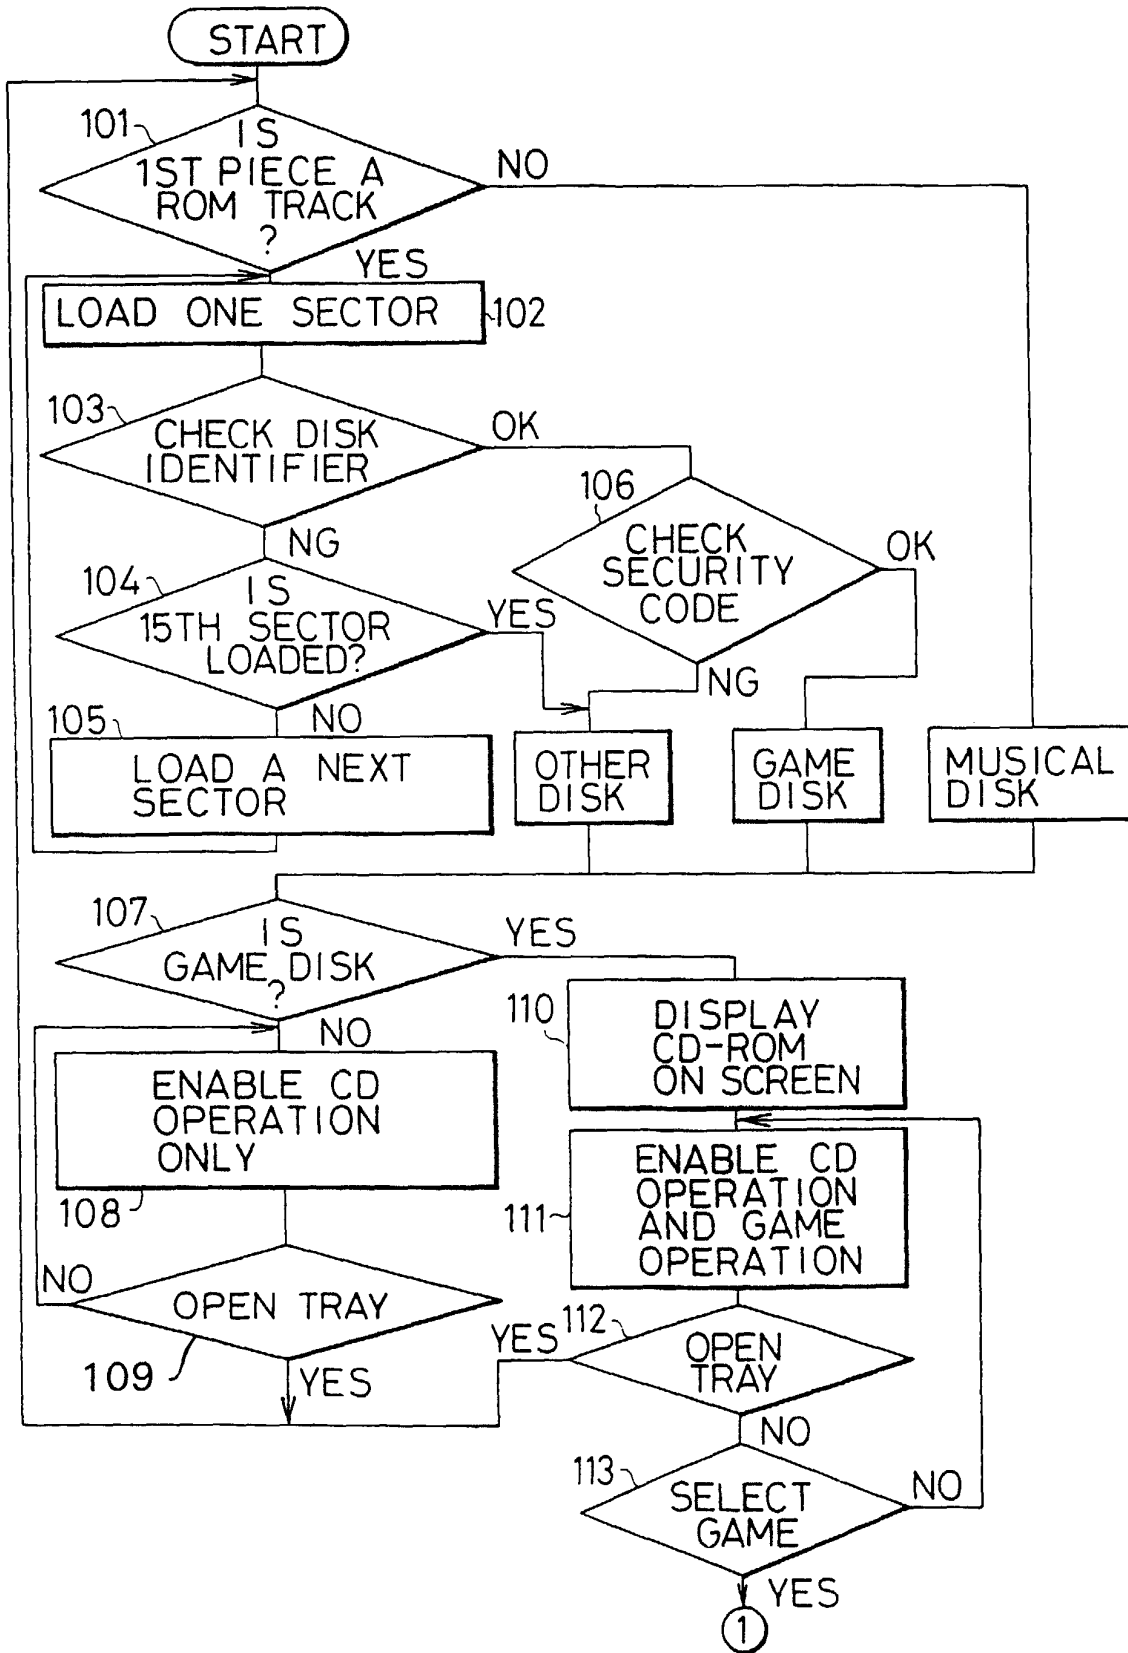 START
101
IS
1ST PIECE A
ROM TRACK
?
NO
YES
LOAD ONE SECTOR
102
103
CHECK DISK
IDENTIFIER
OK
NG
106
CHECK
SECURITY
CODE
OK
NG
104
IS
15TH SECTOR
LOADED?
YES
NO
105
LOAD A NEXT
SECTOR
OTHER
DISK
GAME
DISK
MUSICAL
DISK
107
IS
GAME DISK
?
YES
NO
110
DISPLAY
CD-ROM
ON SCREEN
ENABLE CD
OPERATION
ONLY
108
111
ENABLE CD
OPERATION
AND GAME
OPERATION
NO
OPEN TRAY
109
YES
YES
112
OPEN
TRAY
NO
113
SELECT
GAME
NO
YES
1